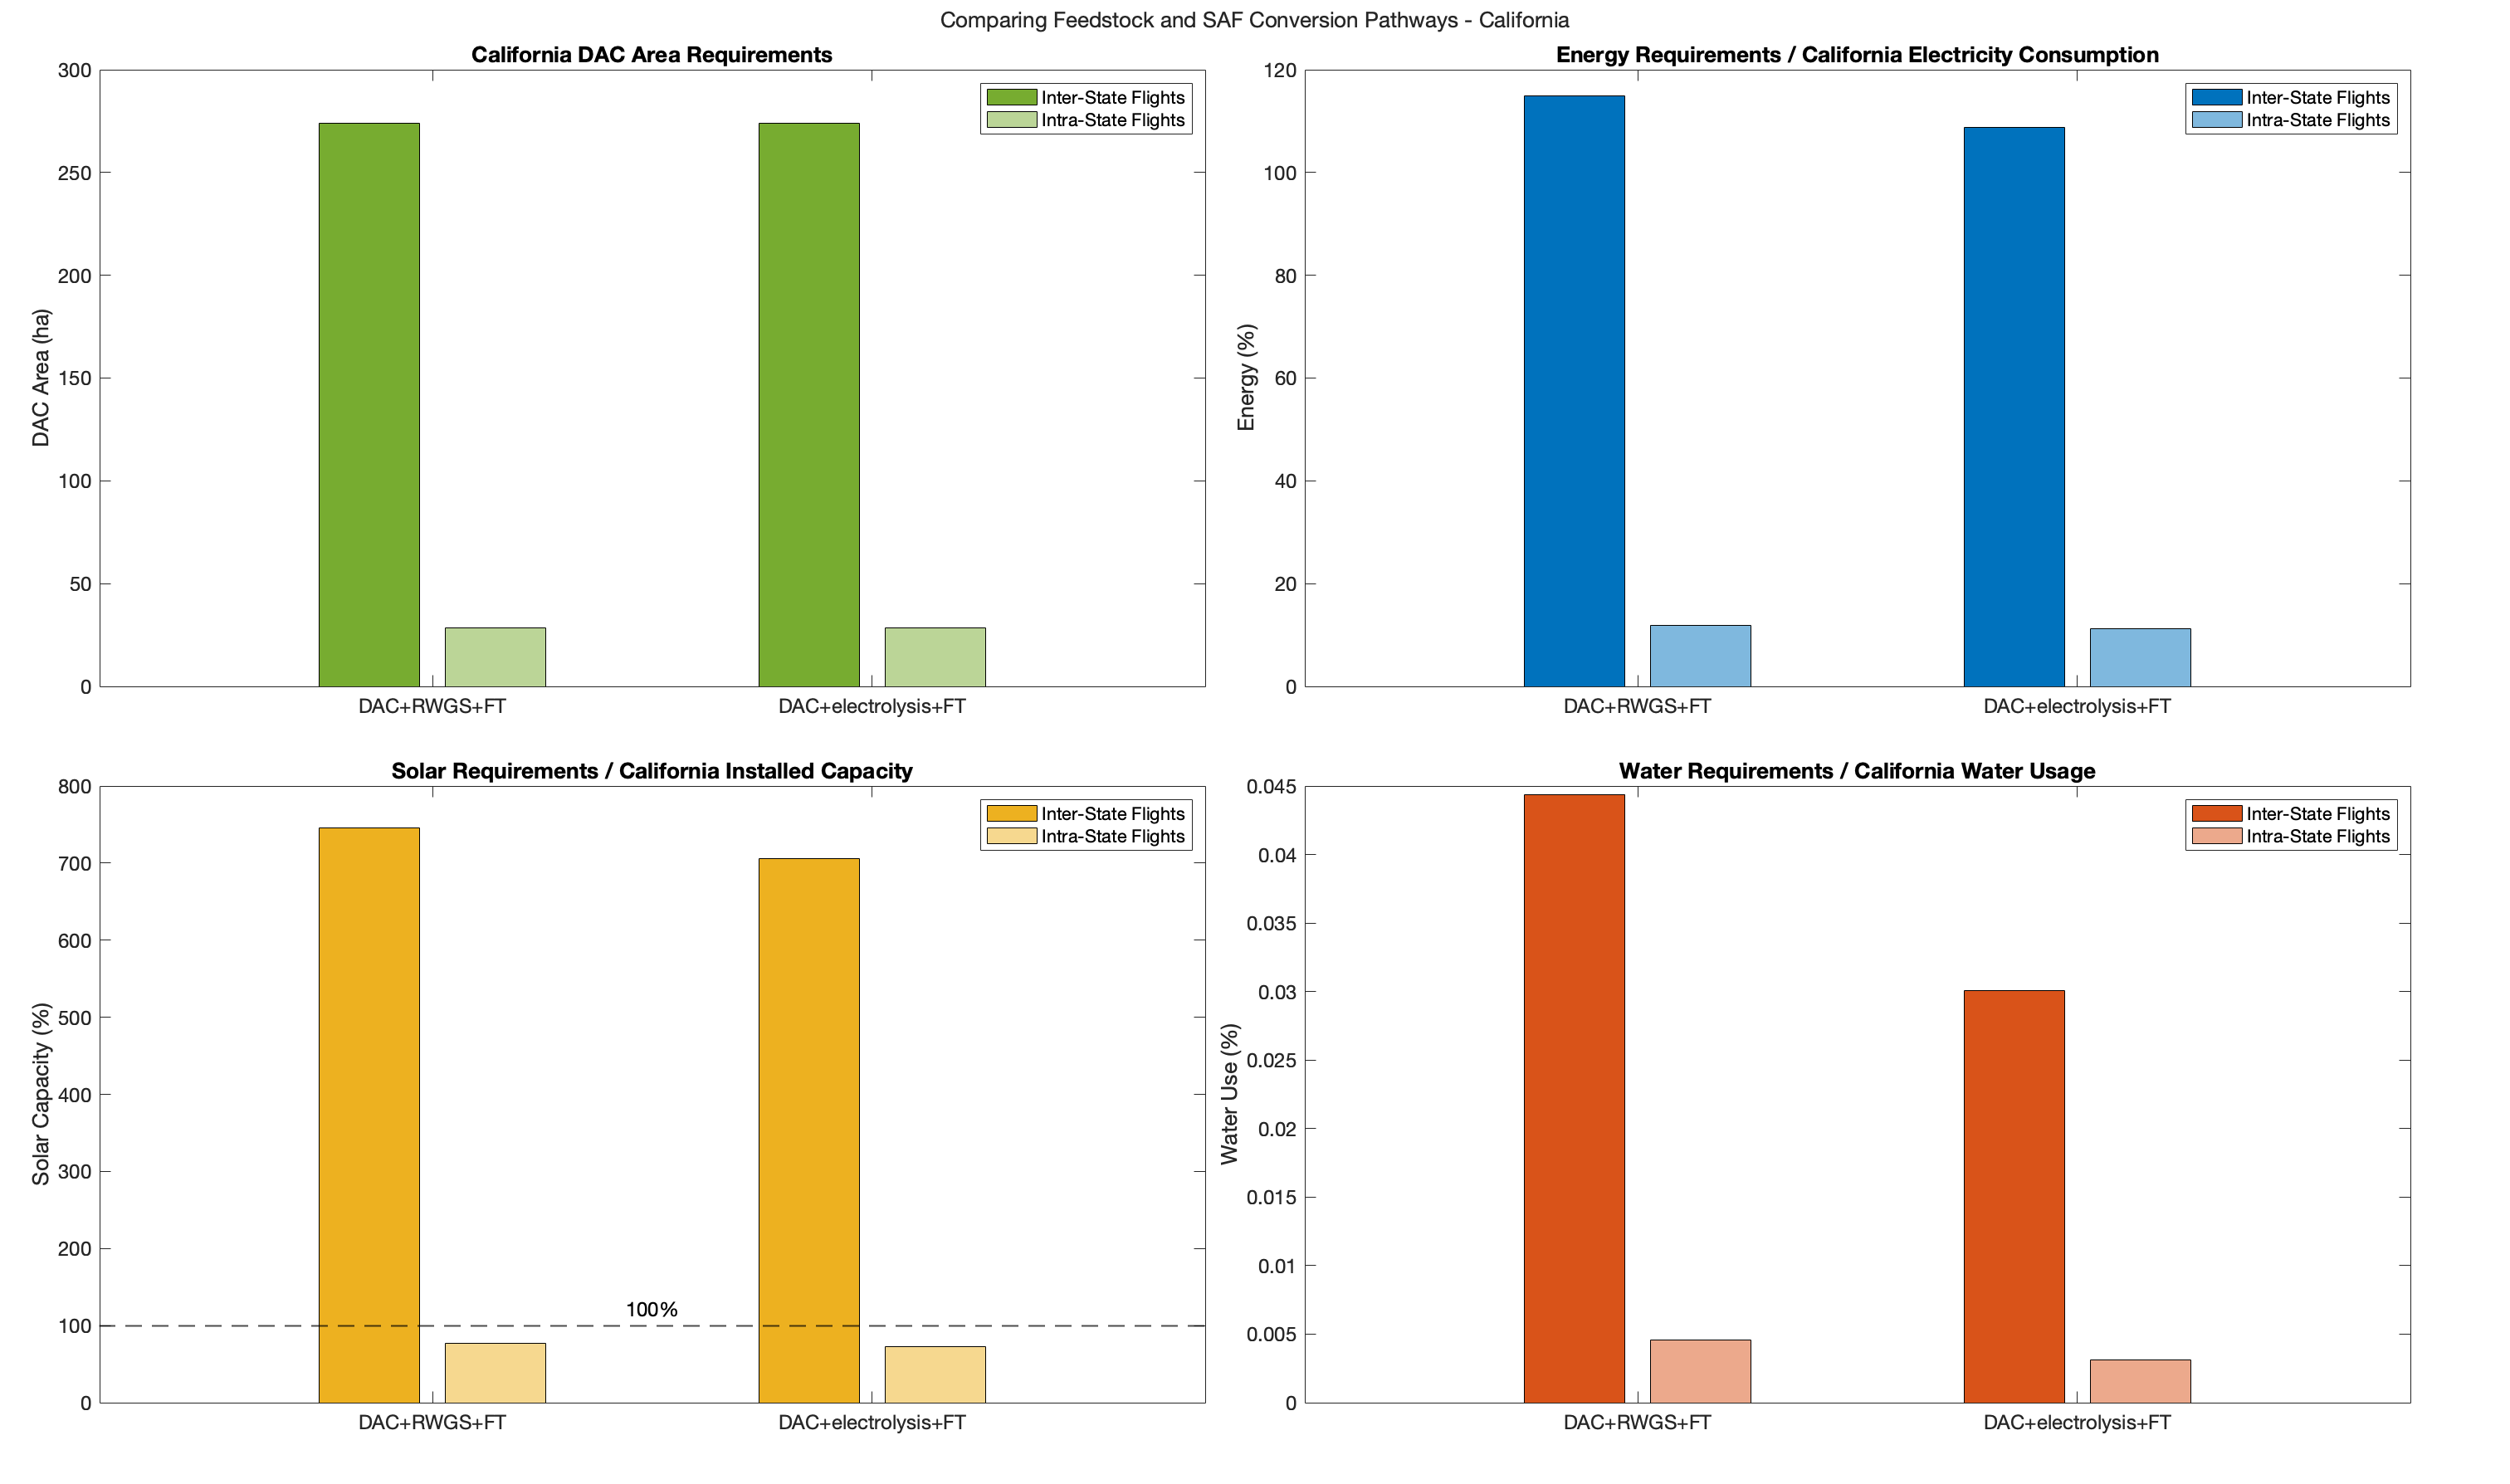 Comparing Feedstock and SAF Conversion Pathways - California
California DAC Area Requirements
300
250
200
150
100
50
0
DAC Area (ha)
Inter-State Flights
Intra-State Flights
DAC+RWGS+FT
DAC+electrolysis+FT
Energy Requirements / California Electricity Consumption
120
100
80
60
40
20
0
Energy (%)
Inter-State Flights
Intra-State Flights
DAC+RWGS+FT
DAC+electrolysis+FT
Solar Requirements / California Installed Capacity
800
700
600
500
400
300
200
100
0
Solar Capacity (%)
Inter-State Flights
Intra-State Flights
100%
DAC+RWGS+FT
DAC+electrolysis+FT
Water Requirements / California Water Usage
0.045
0.04
0.035
0.03
0.025
0.02
0.015
0.01
0.005
0
Water Use (%)
Inter-State Flights
Intra-State Flights
DAC+RWGS+FT
DAC+electrolysis+FT